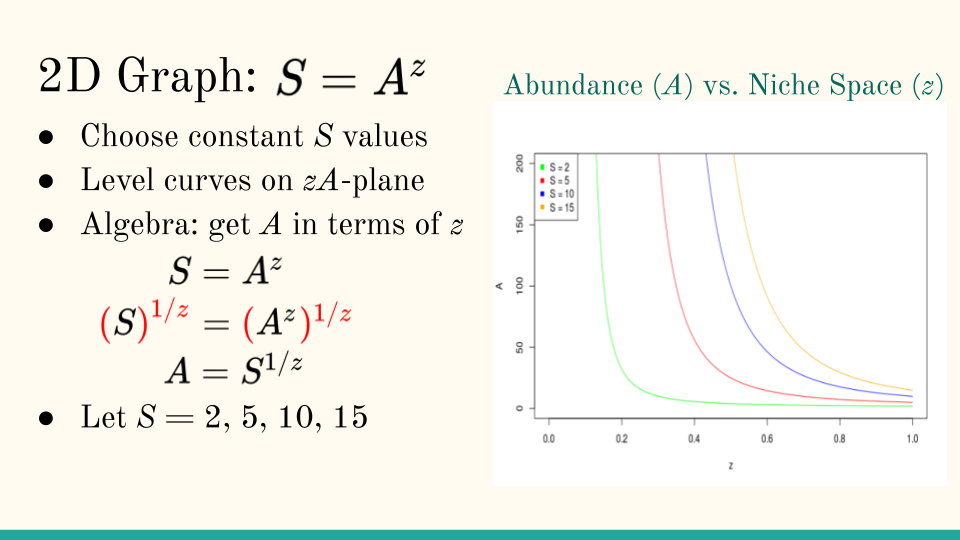 2D Graph: S = A^z
● Choose constant S values
● Level curves on zA-plane
● Algebra: get A in terms of z
S = A^z
(S)^{1/z} = (A^z)^{1/z}
A = S^{1/z}
● Let S = 2, 5, 10, 15
Abundance (A) vs. Niche Space (z)
S = 2
S = 5
S = 10
S = 15
200
150
100
50
0
A
0.0 0.2 0.4 0.6 0.8 1.0
z